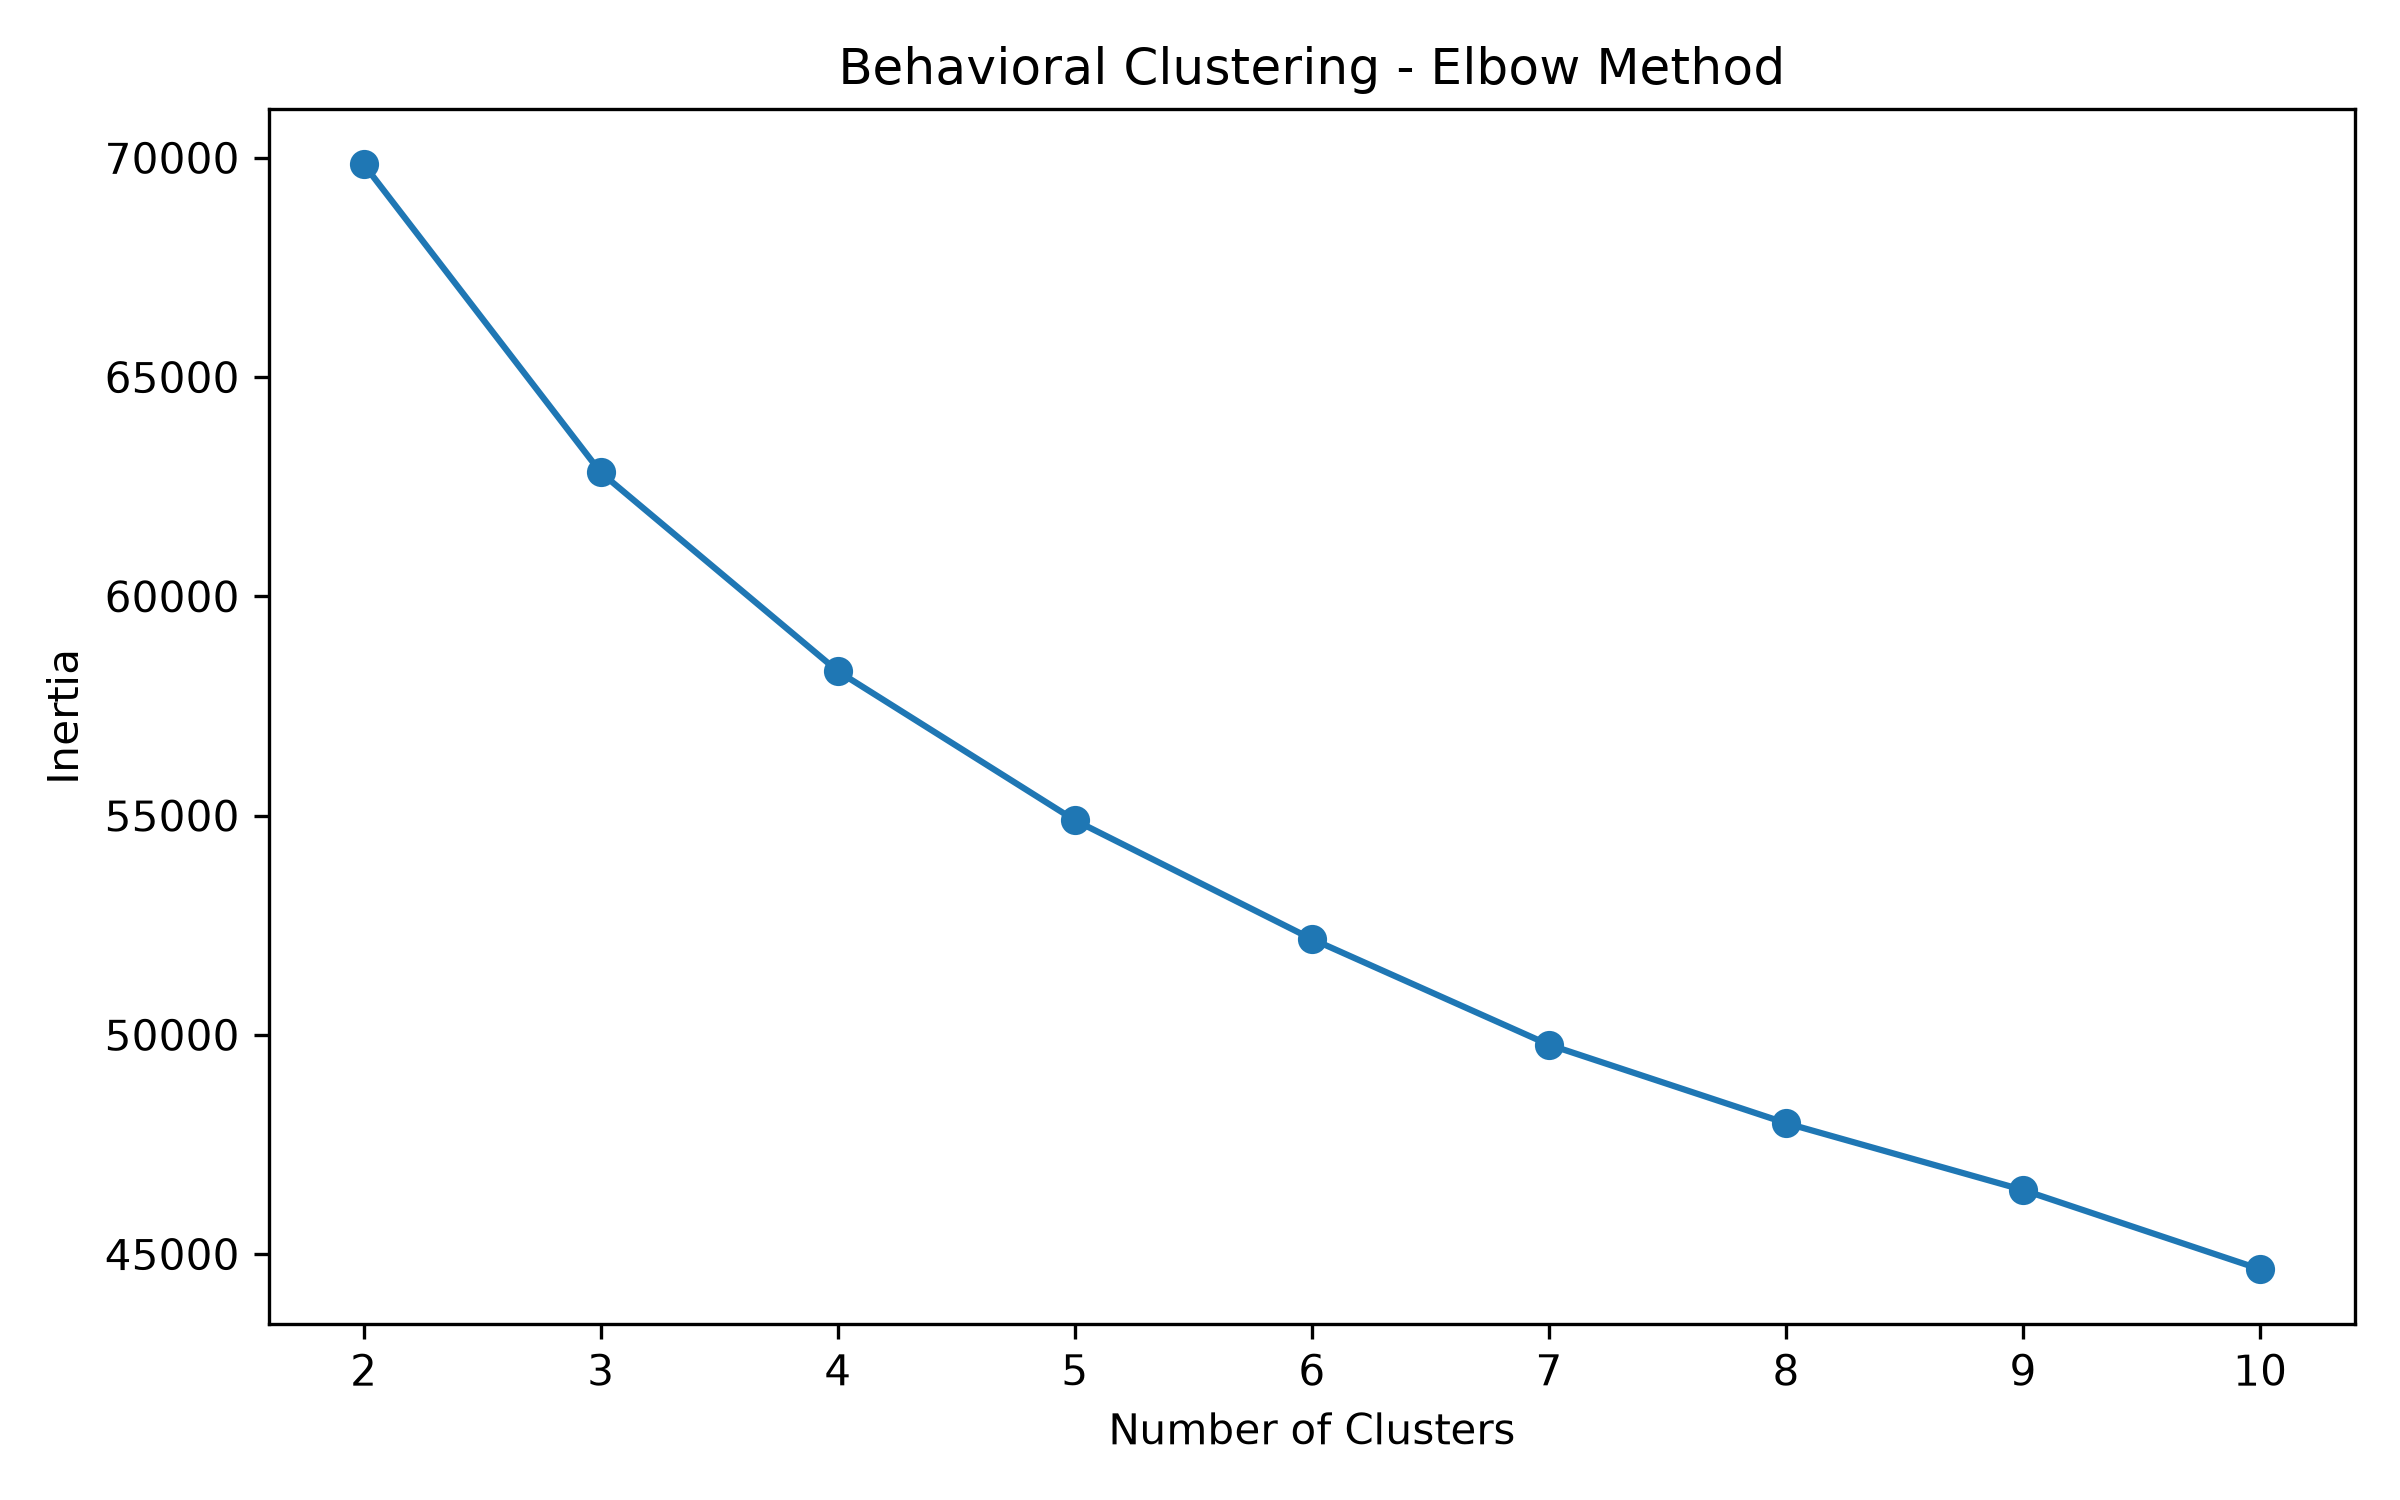 Behavioral Clustering - Elbow Method
70000
65000
60000
55000
50000
45000
Inertia
2 3 4 5 6 7 8 9 10
Number of Clusters